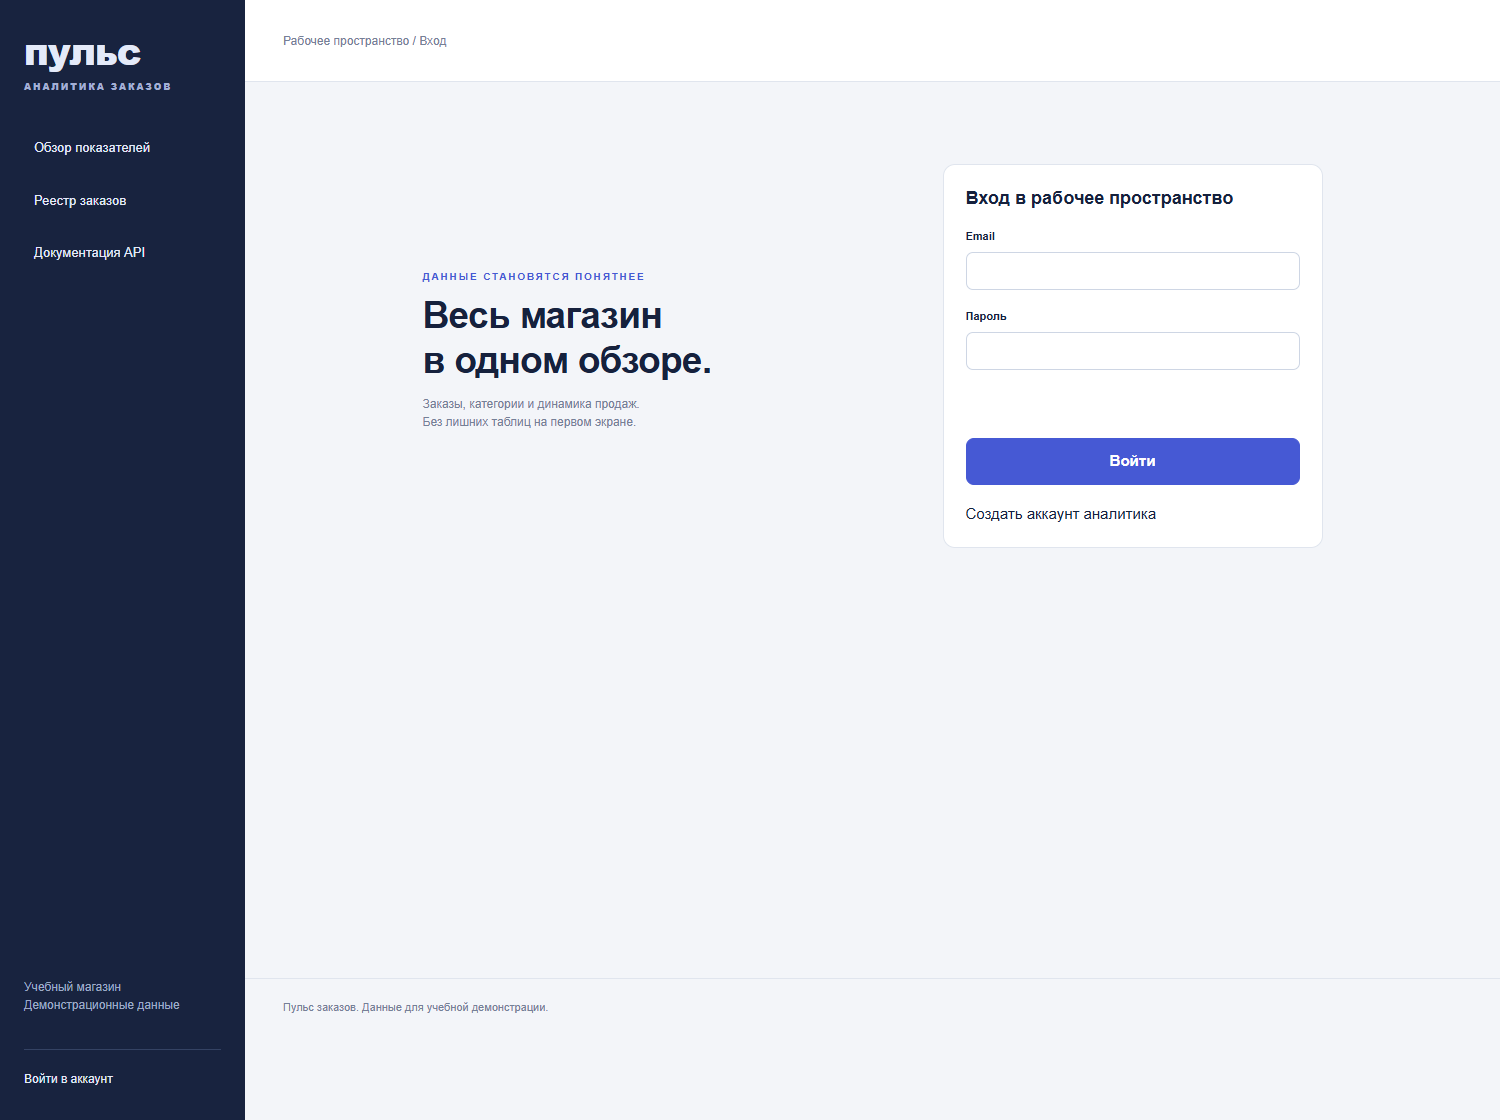 пульс
АНАЛИТИКА ЗАКАЗОВ
Обзор показателей
Реестр заказов
Документация API
Учебный магазин
Демонстрационные данные
Войти в аккаунт
Рабочее пространство / Вход
ДАННЫЕ СТАНОВЯТСЯ ПОНЯТНЕЕ
Весь магазин
в одном обзоре.
Заказы, категории и динамика продаж.
Без лишних таблиц на первом экране.
Вход в рабочее пространство
Email
Пароль
Войти
Создать аккаунт аналитика
Пульс заказов. Данные для учебной демонстрации.